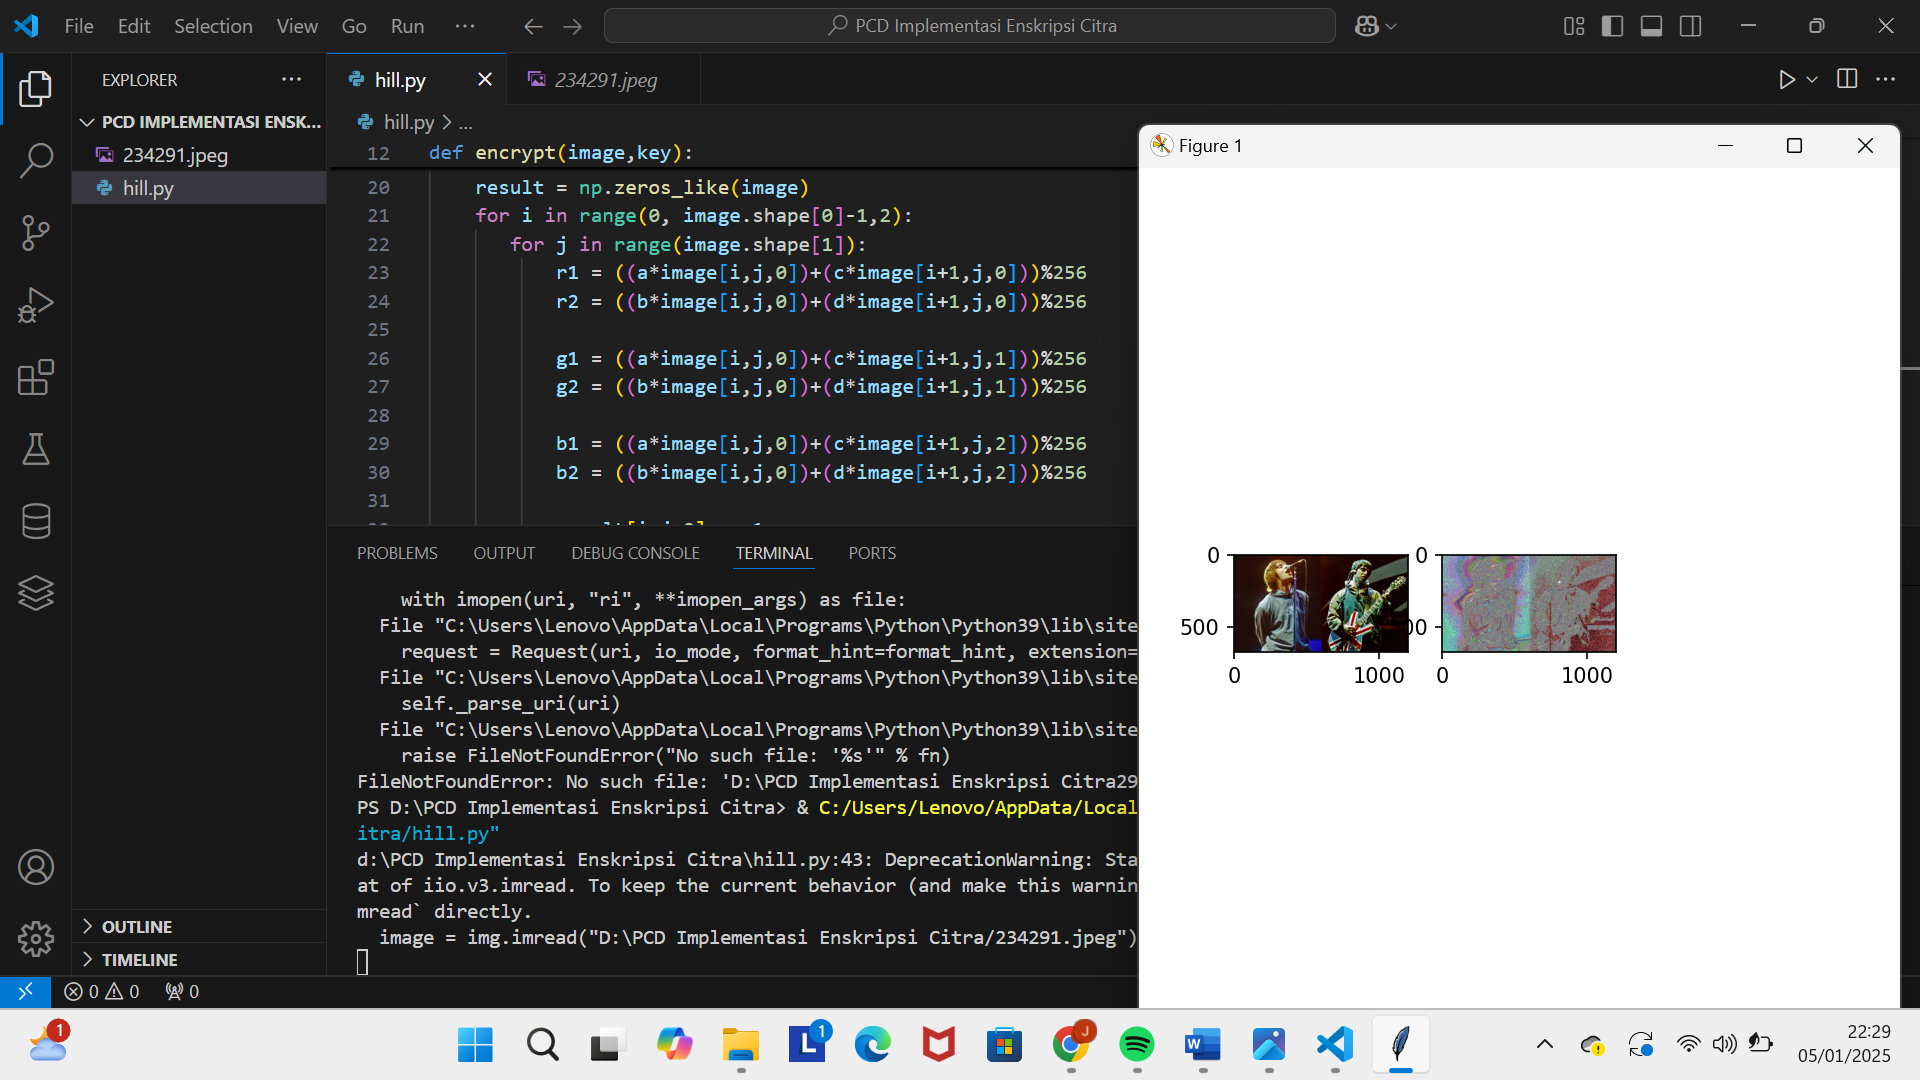 File Edit Selection View Go Run ···
PCD Implementasi Enskripsi Citra
EXPLORER
PCD IMPLEMENTASI ENSK...
234291.jpeg
hill.py
OUTLINE
TIMELINE
hill.py
234291.jpeg
hill.py > ...
12 def encrypt(image,key):
20 result = np.zeros_like(image)
21 for i in range(0, image.shape[0]-1,2):
22 for j in range(image.shape[1]):
23 r1 = ((a*image[i,j,0])+(c*image[i+1,j,0]))%256
24 r2 = ((b*image[i,j,0])+(d*image[i+1,j,0]))%256
25
26 g1 = ((a*image[i,j,0])+(c*image[i+1,j,1]))%256
27 g2 = ((b*image[i,j,0])+(d*image[i+1,j,1]))%256
28
29 b1 = ((a*image[i,j,0])+(c*image[i+1,j,2]))%256
30 b2 = ((b*image[i,j,0])+(d*image[i+1,j,2]))%256
31
PROBLEMS OUTPUT DEBUG CONSOLE TERMINAL PORTS
with imopen(uri, "ri", **imopen_args) as file:
File "C:\Users\Lenovo\AppData\Local\Programs\Python\Python39\lib\site
request = Request(uri, io_mode, format_hint=format_hint, extension=
File "C:\Users\Lenovo\AppData\Local\Programs\Python\Python39\lib\site
self._parse_uri(uri)
File "C:\Users\Lenovo\AppData\Local\Programs\Python\Python39\lib\site
raise FileNotFoundError("No such file: '%s'" % fn)
FileNotFoundError: No such file: 'D:\PCD Implementasi Enskripsi Citra29
PS D:\PCD Implementasi Enskripsi Citra> & C:/Users/Lenovo/AppData/Local
itra/hill.py"
d:\PCD Implementasi Enskripsi Citra\hill.py:43: DeprecationWarning: Sta
at of iio.v3.imread. To keep the current behavior (and make this warnin
mread` directly.
image = img.imread("D:\PCD Implementasi Enskripsi Citra/234291.jpeg")
Figure 1
0
500
0 1000
0
00
0 1000
0 0 0
1
1
J
22:29
05/01/2025